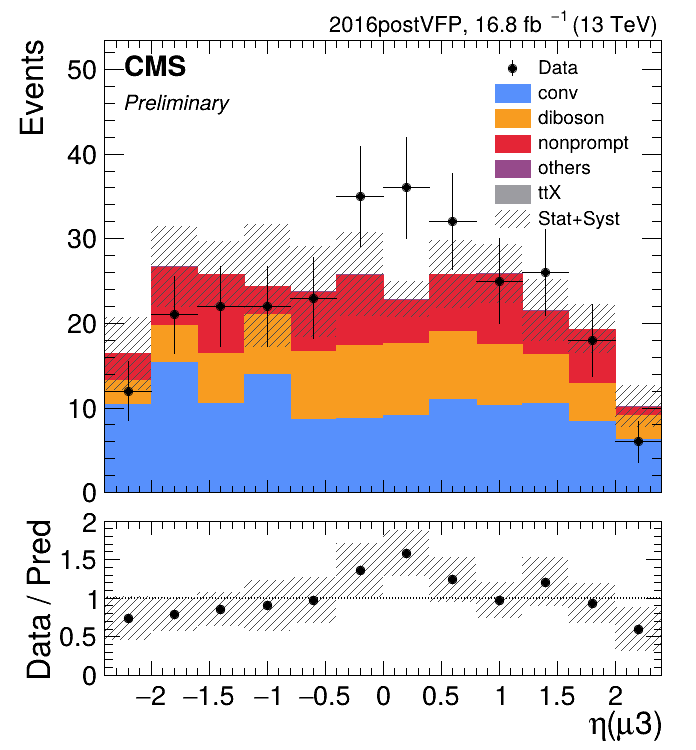 2016postVFP, 16.8 fb⁻¹ (13 TeV)
CMS
Preliminary
Events
50
40
30
20
10
0
Data
conv
diboson
nonprompt
others
ttX
Stat+Syst
Data / Pred
2
1.5
1
0.5
0
−2 −1.5 −1 −0.5 0 0.5 1 1.5 2
η(μ3)